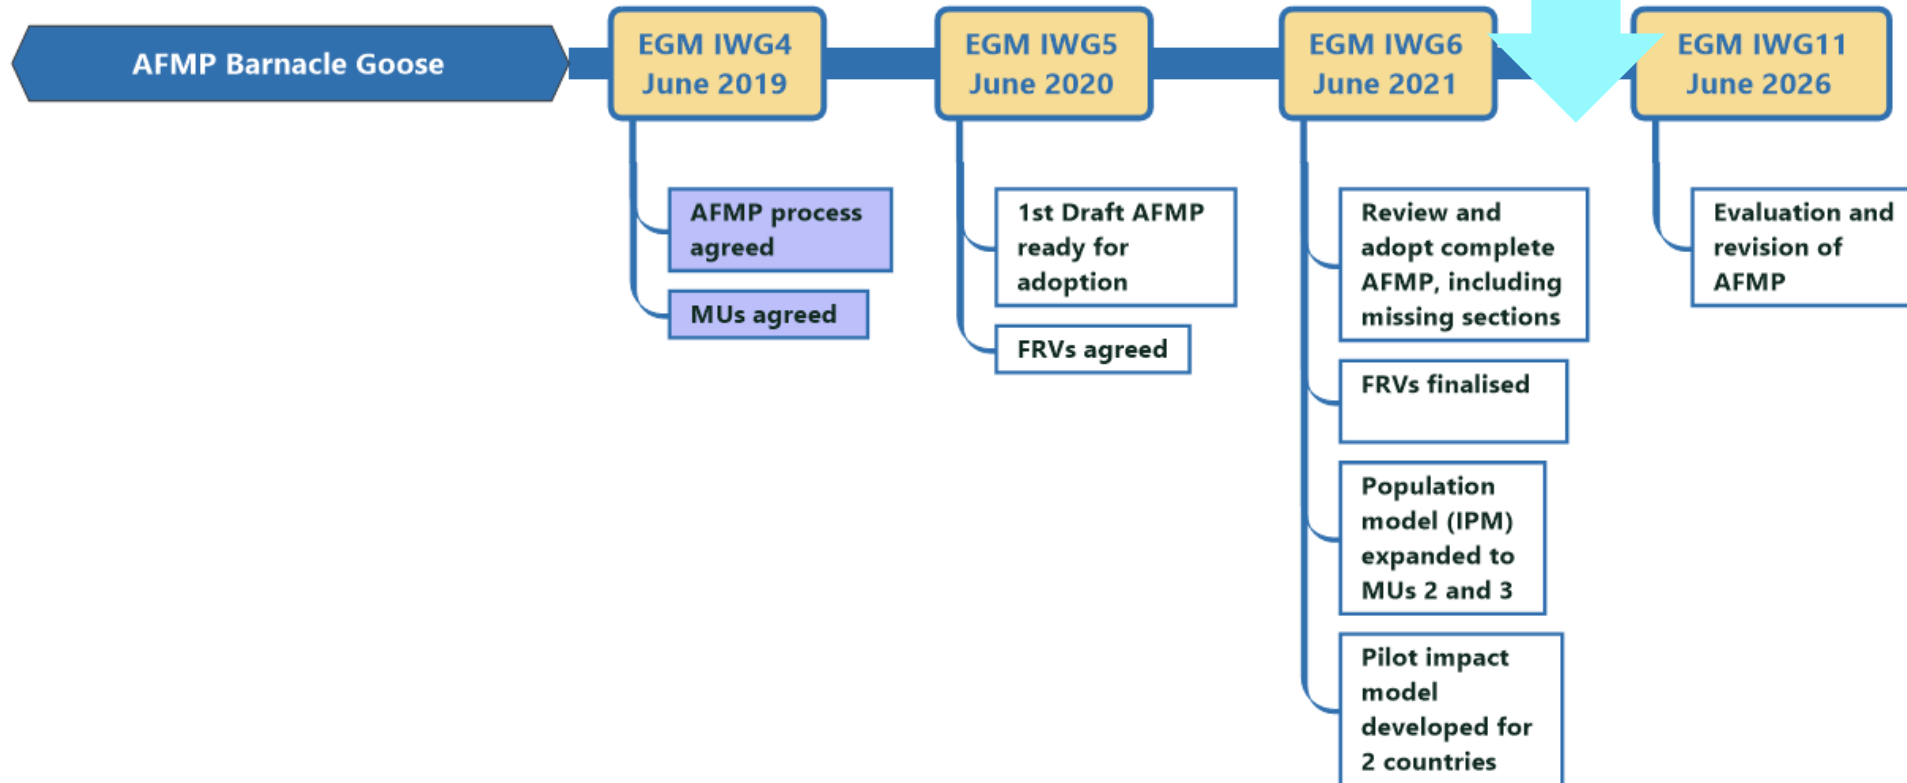 AFMP Barnacle Goose
EGM IWG4
June 2019
AFMP process
agreed
MUs agreed
EGM IWG5
June 2020
1st Draft AFMP
ready for
adoption
FRVs agreed
EGM IWG6
June 2021
Review and
adopt complete
AFMP, including
missing sections
FRVs finalised
Population
model (IPM)
expanded to
MUs 2 and 3
Pilot impact
model
developed for
2 countries
EGM IWG11
June 2026
Evaluation and
revision of
AFMP